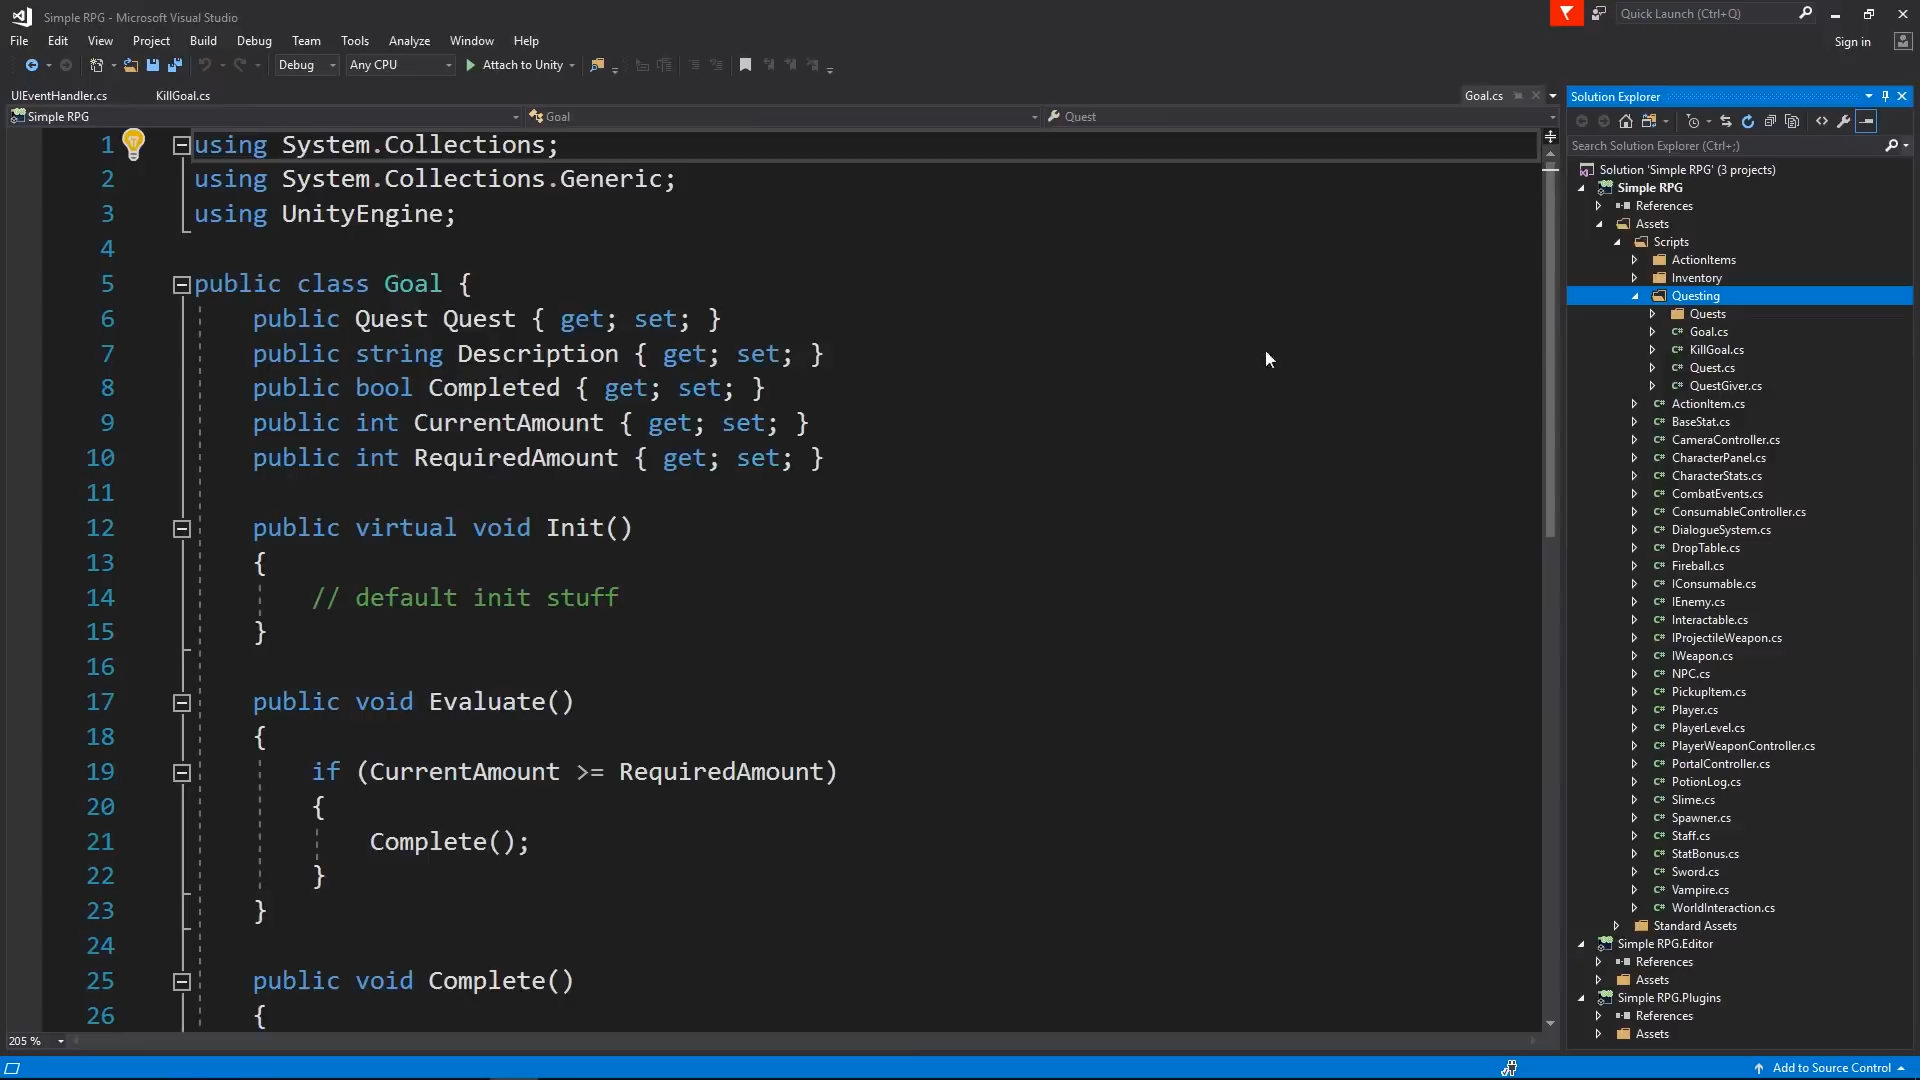 Simple RPG - Microsoft Visual Studio
Quick Launch (Ctrl+Q)
File Edit View Project Build Debug Team Tools Analyze Window Help
Sign in
Debug Any CPU Attach to Unity
UIEventHandler.cs KillGoal.cs Goal.cs
Simple RPG Goal Quest
1 using System.Collections;
2 using System.Collections.Generic;
3 using UnityEngine;
4
5 public class Goal {
6 public Quest Quest { get; set; }
7 public string Description { get; set; }
8 public bool Completed { get; set; }
9 public int CurrentAmount { get; set; }
10 public int RequiredAmount { get; set; }
11
12 public virtual void Init()
13 {
14 // default init stuff
15 }
16
17 public void Evaluate()
18 {
19 if (CurrentAmount >= RequiredAmount)
20 {
21 Complete();
22 }
23 }
24
25 public void Complete()
26 {
205 %
Solution Explorer
Search Solution Explorer (Ctrl+;)
Solution 'Simple RPG' (3 projects)
Simple RPG
References
Assets
Scripts
ActionItems
Inventory
Questing
Quests
C# Goal.cs
C# KillGoal.cs
C# Quest.cs
C# QuestGiver.cs
C# ActionItem.cs
C# BaseStat.cs
C# CameraController.cs
C# CharacterPanel.cs
C# CharacterStats.cs
C# CombatEvents.cs
C# ConsumableController.cs
C# DialogueSystem.cs
C# DropTable.cs
C# Fireball.cs
C# IConsumable.cs
C# IEnemy.cs
C# Interactable.cs
C# IProjectileWeapon.cs
C# IWeapon.cs
C# NPC.cs
C# PickupItem.cs
C# Player.cs
C# PlayerLevel.cs
C# PlayerWeaponController.cs
C# PortalController.cs
C# PotionLog.cs
C# Slime.cs
C# Spawner.cs
C# Staff.cs
C# StatBonus.cs
C# Sword.cs
C# Vampire.cs
C# WorldInteraction.cs
Standard Assets
Simple RPG.Editor
References
Assets
Simple RPG.Plugins
References
Assets
Add to Source Control